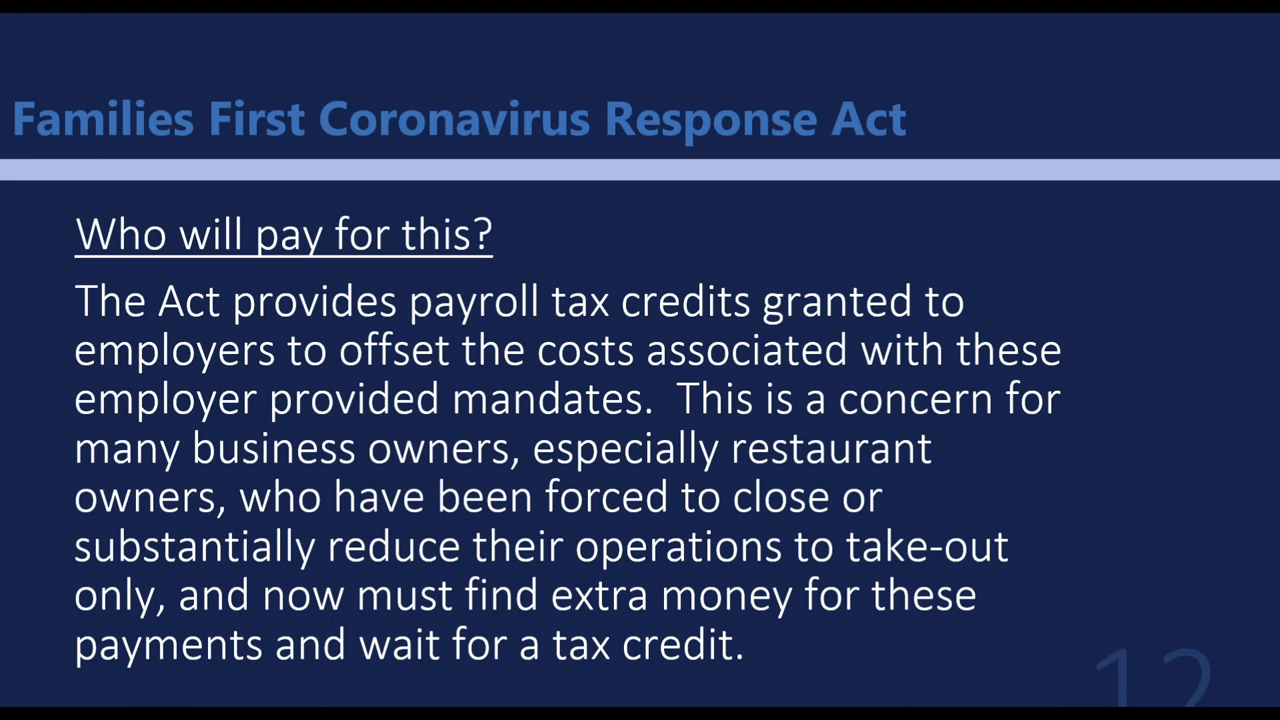 Families First Coronavirus Response Act
Who will pay for this?
The Act provides payroll tax credits granted to
employers to offset the costs associated with these
employer provided mandates.  This is a concern for
many business owners, especially restaurant
owners, who have been forced to close or
substantially reduce their operations to take-out
only, and now must find extra money for these
payments and wait for a tax credit.
12